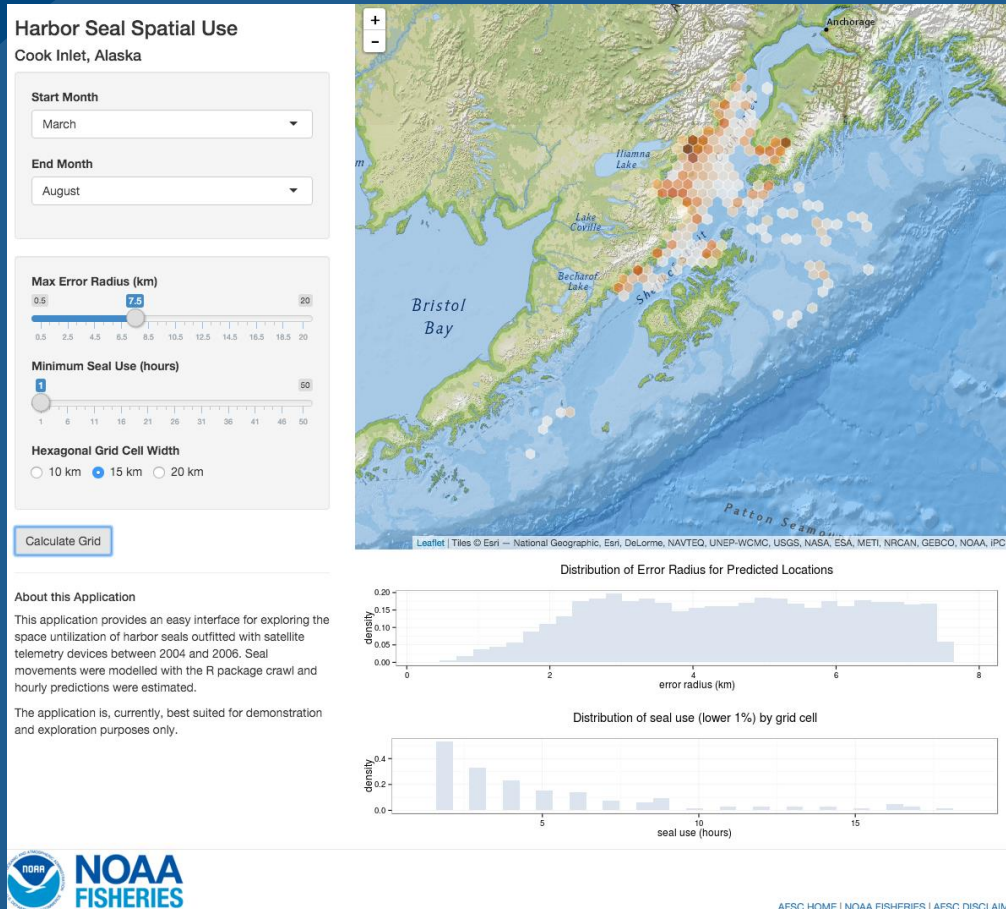 Harbor Seal Spatial Use
Cook Inlet, Alaska
Start Month
March
End Month
August
Max Error Radius (km)
0.5 7.5 20
0.5 2.5 4.5 6.5 8.5 10.5 12.5 14.5 16.5 18.5 20
Minimum Seal Use (hours)
1 50
1 6 11 16 21 26 31 36 41 46 50
Hexagonal Grid Cell Width
10 km 15 km 20 km
Calculate Grid
About this Application
This application provides an easy interface for exploring the
space untilization of harbor seals outfitted with satellite
telemetry devices between 2004 and 2006. Seal
movements were modelled with the R package crawl and
hourly predictions were estimated.
The application is, currently, best suited for demonstration
and exploration purposes only.
+
-
Anchorage
Iliamna
Lake
Lake
Coville
Becharof
Lake
Bristol
Bay
Patton
Leaflet | Tiles © Esri — National Geographic, Esri, DeLorme, NAVTEQ, UNEP-WCMC, USGS, NASA, ESA, METI, NRCAN, GEBCO, NOAA, iPC
Distribution of Error Radius for Predicted Locations
density
0.20
0.15
0.10
0.05
0.00
0 2 4 6 8
error radius (km)
Distribution of seal use (lower 1%) by grid cell
density
0.4
0.2
0.0
5 10 15
seal use (hours)
NOAA
NOAA
FISHERIES
AFSC HOME | NOAA FISHERIES | AFSC DISCLAIM